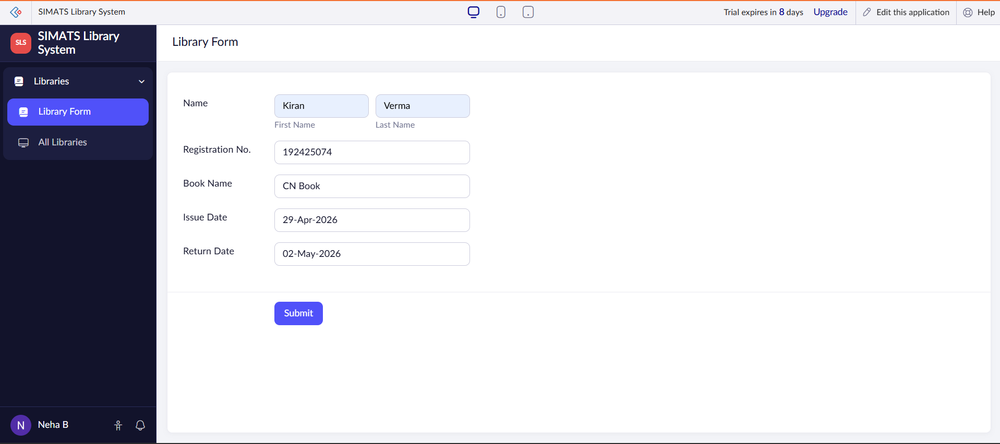 SIMATS Library System
Trial expires in 8 days Upgrade Edit this application Help
SLS
SIMATS Library
System
Libraries
Library Form
All Libraries
N Neha B
Library Form
Name Kiran Verma
First Name Last Name
Registration No. 192425074
Book Name CN Book
Issue Date 29-Apr-2026
Return Date 02-May-2026
Submit